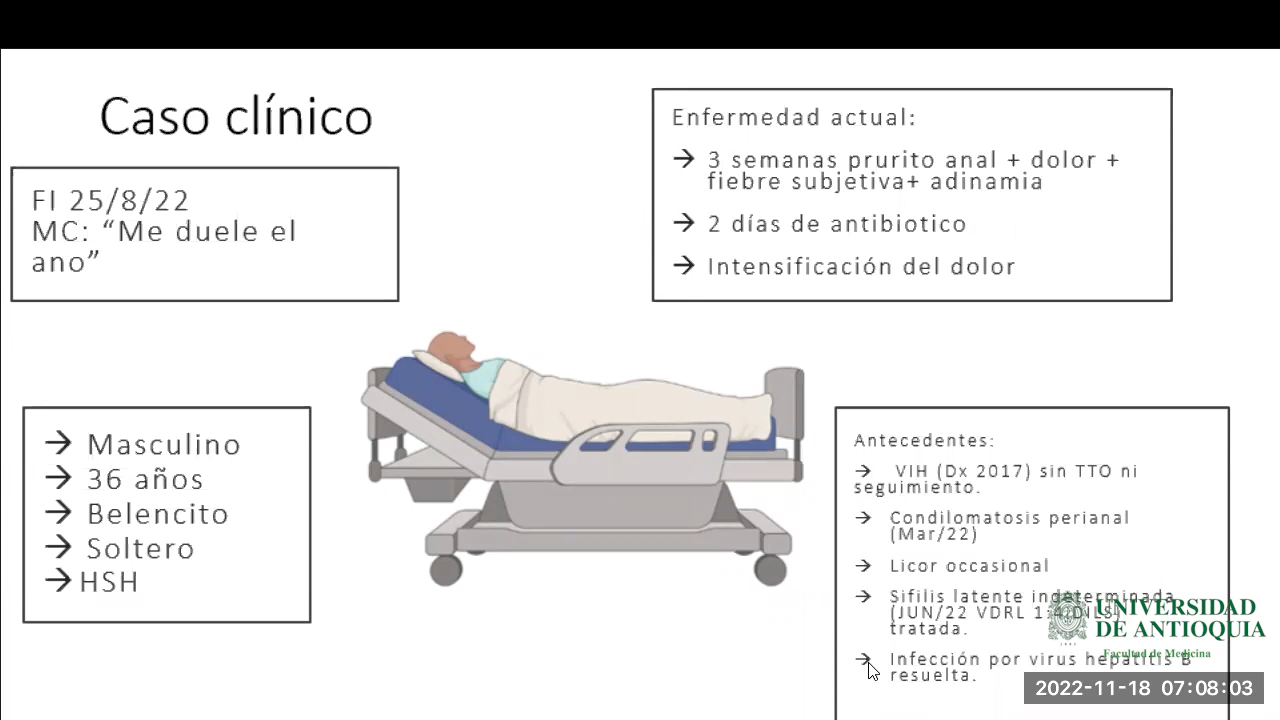 Caso clínico
FI 25/8/22
MC: “Me duele el
ano”
Enfermedad actual:
→ 3 semanas prurito anal + dolor +
fiebre subjetiva+ adinamia
→ 2 días de antibiotico
→ Intensificación del dolor
→ Masculino
→ 36 años
→ Belencito
→ Soltero
→ HSH
Antecedentes:
→ VIH (Dx 2017) sin TTO ni
seguimiento.
→ Condilomatosis perianal
(Mar/22)
→ Licor occasional
→ Sifilis latente indeterminada
(JUN/22 VDRL 1:4
tratada.
→ Infección por virus hepatitis B
resuelta.
UNIVERSIDAD
DE ANTIOQUIA
Facultad de Medicina
2022-11-18 07:08:03